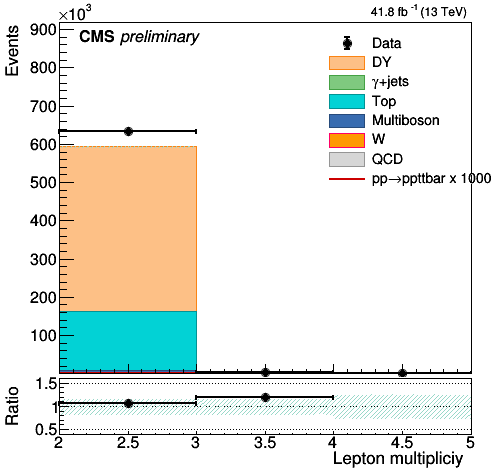 ×10³
41.8 fb⁻¹ (13 TeV)
Events
CMS preliminary
900
800
700
600
500
400
300
200
100
Data
DY
γ+jets
Top
Multiboson
W
QCD
pp→ppttbar x 1000
Ratio
1.5
1
0.5
2 2.5 3 3.5 4 4.5 5
Lepton multipliciy